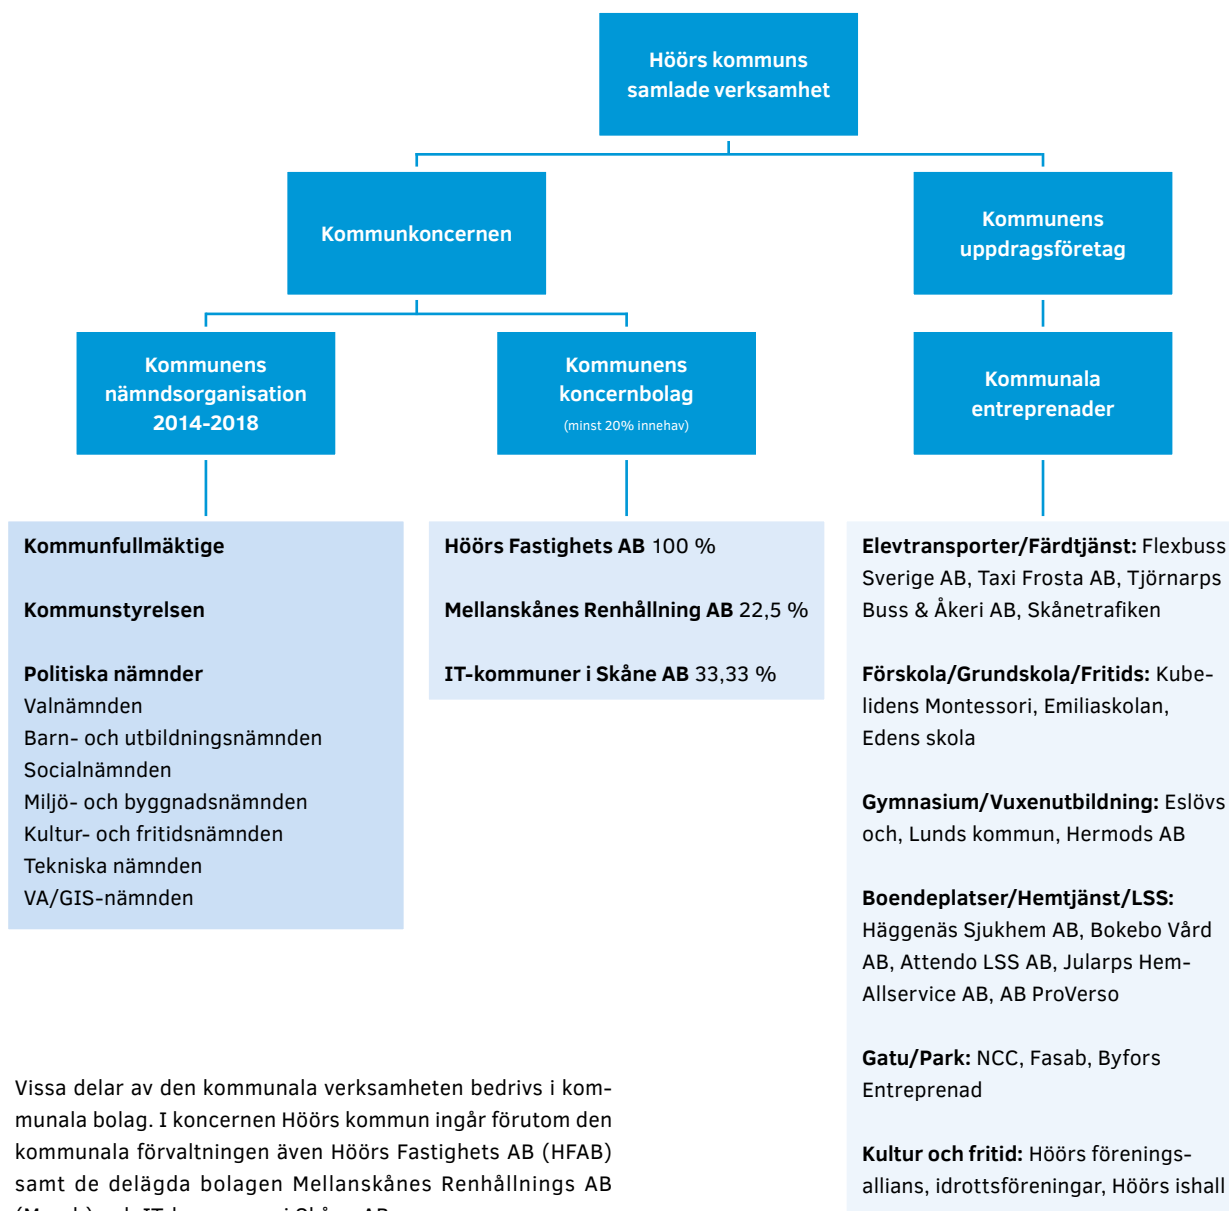 Höörs kommuns
samlade verksamhet
Kommunkoncernen
Kommunens
uppdragsföretag
Kommunens
nämndsorganisation
2014-2018
Kommunens
koncernbolag
(minst 20% innehav)
Kommunala
entreprenader
Kommunfullmäktige
Kommunstyrelsen
Politiska nämnder
Valnämnden
Barn- och utbildningsnämnden
Socialnämnden
Miljö- och byggnadsnämnden
Kultur- och fritidsnämnden
Tekniska nämnden
VA/GIS-nämnden
Höörs Fastighets AB 100 %
Mellanskånes Renhållning AB 22,5 %
IT-kommuner i Skåne AB 33,33 %
Elevtransporter/Färdtjänst: Flexbuss
Sverige AB, Taxi Frosta AB, Tjörnarps
Buss & Åkeri AB, Skånetrafiken
Förskola/Grundskola/Fritids: Kube-
lidens Montessori, Emiliaskolan,
Edens skola
Gymnasium/Vuxenutbildning: Eslövs
och, Lunds kommun, Hermods AB
Boendeplatser/Hemtjänst/LSS:
Häggenäs Sjukhem AB, Bokebo Vård
AB, Attendo LSS AB, Jularps Hem-
Allservice AB, AB ProVerso
Gatu/Park: NCC, Fasab, Byfors
Entreprenad
Kultur och fritid: Höörs förenings-
allians, idrottsföreningar, Höörs ishall
Vissa delar av den kommunala verksamheten bedrivs i kom-
munala bolag. I koncernen Höörs kommun ingår förutom den
kommunala förvaltningen även Höörs Fastighets AB (HFAB)
samt de delägda bolagen Mellanskånes Renhållnings AB